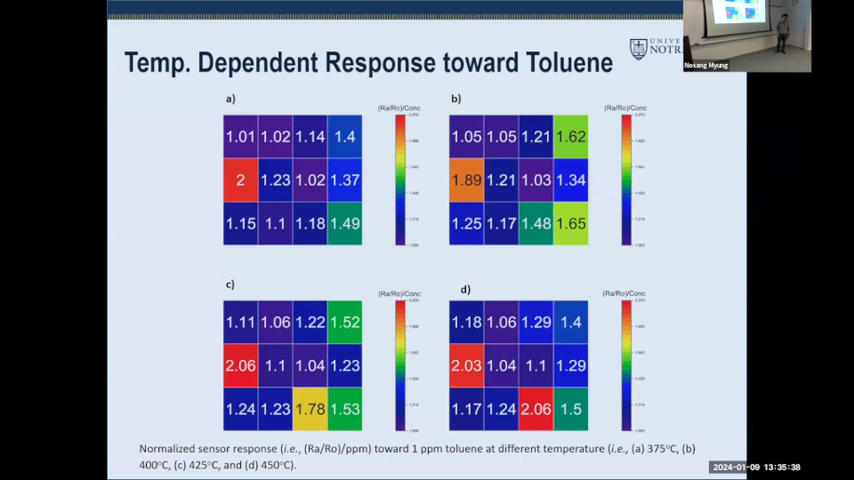 Temp. Dependent Response toward Toluene
UNIVE
NOTR
Nosang Myung
a)
(Ra/Ro)/Conc
1.01 1.02 1.14 1.4
2 1.23 1.02 1.37
1.15 1.1 1.18 1.49
b)
(Ra/Ro)/Conc
1.05 1.05 1.21 1.62
1.89 1.21 1.03 1.34
1.25 1.17 1.48 1.65
c)
(Ra/Ro)/Conc
1.11 1.06 1.22 1.52
2.06 1.1 1.04 1.23
1.24 1.23 1.78 1.53
d)
(Ra/Ro)/Conc
1.18 1.06 1.29 1.4
2.03 1.04 1.1 1.29
1.17 1.24 2.06 1.5
Normalized sensor response (i.e., (Ra/Ro)/ppm) toward 1 ppm toluene at different temperature (i.e., (a) 375°C, (b)
400°C, (c) 425°C, and (d) 450°C).
2024-01-09 13:35:38